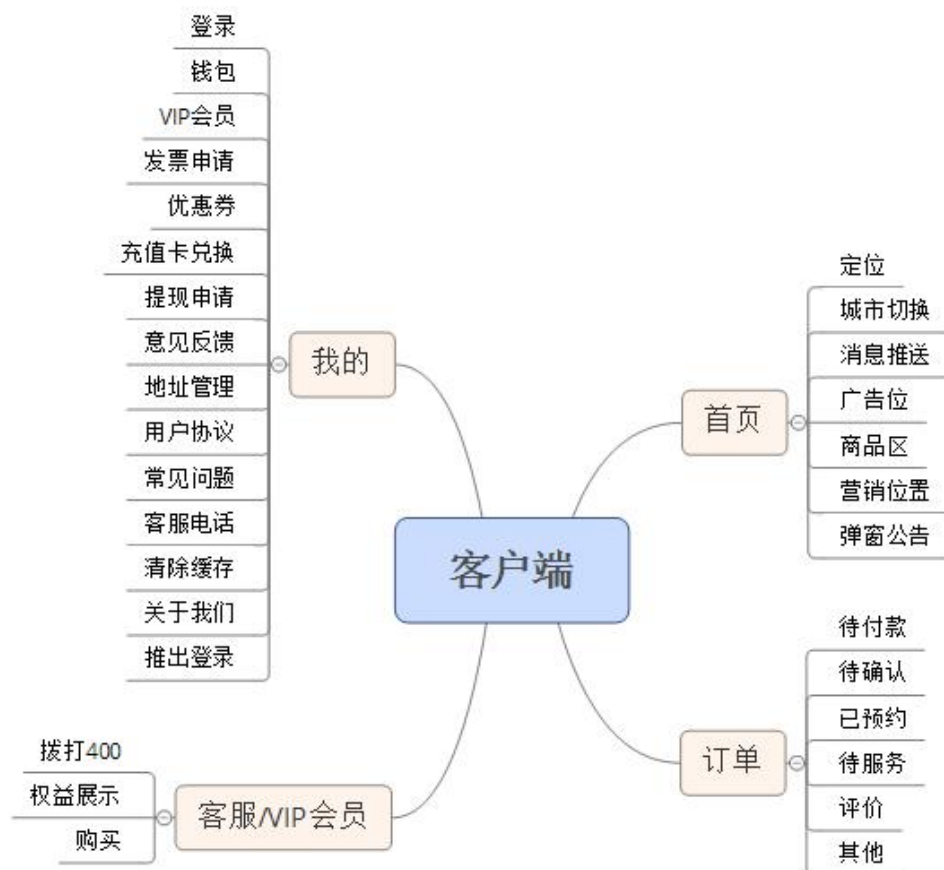 登录
钱包
VIP会员
发票申请
优惠券
充值卡兑换
提现申请
意见反馈
地址管理
用户协议
常见问题
客服电话
清除缓存
关于我们
推出登录
我的
拨打400
权益展示
购买
客服/VIP会员
客户端
首页
定位
城市切换
消息推送
广告位
商品区
营销位置
弹窗公告
订单
待付款
待确认
已预约
待服务
评价
其他